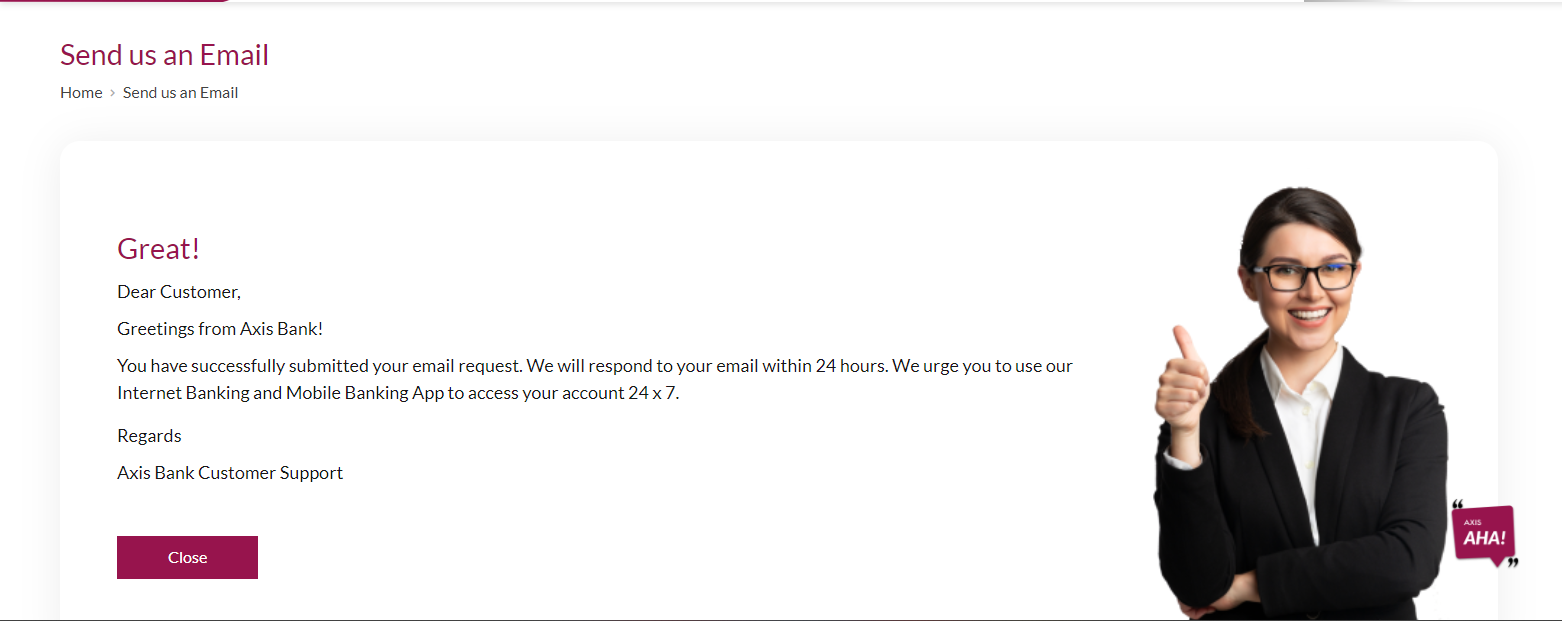 Send us an Email
Home › Send us an Email
Great!
Dear Customer,
Greetings from Axis Bank!
You have successfully submitted your email request. We will respond to your email within 24 hours. We urge you to use our
Internet Banking and Mobile Banking App to access your account 24 x 7.
Regards
Axis Bank Customer Support
Close
AXIS
AHA!